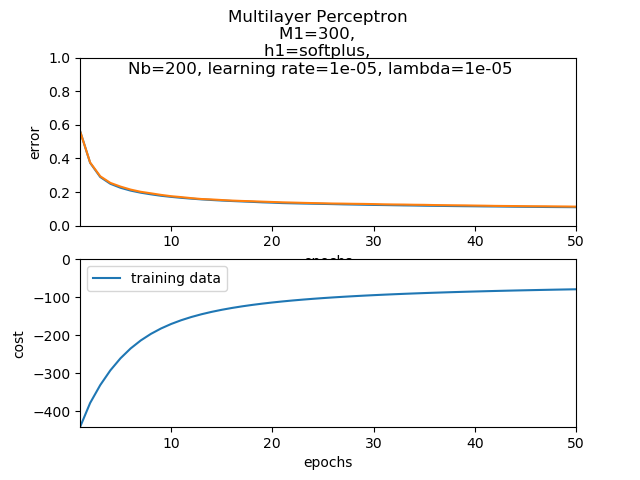 Multilayer Perceptron
M1=300,
h1=softplus,
Nb=200, learning rate=1e-05, lambda=1e-05
1.0
0.8
0.6
0.4
0.2
0.0
error
10 20 30 40 50
epochs
0
−100
−200
−300
−400
cost
training data
10 20 30 40 50
epochs